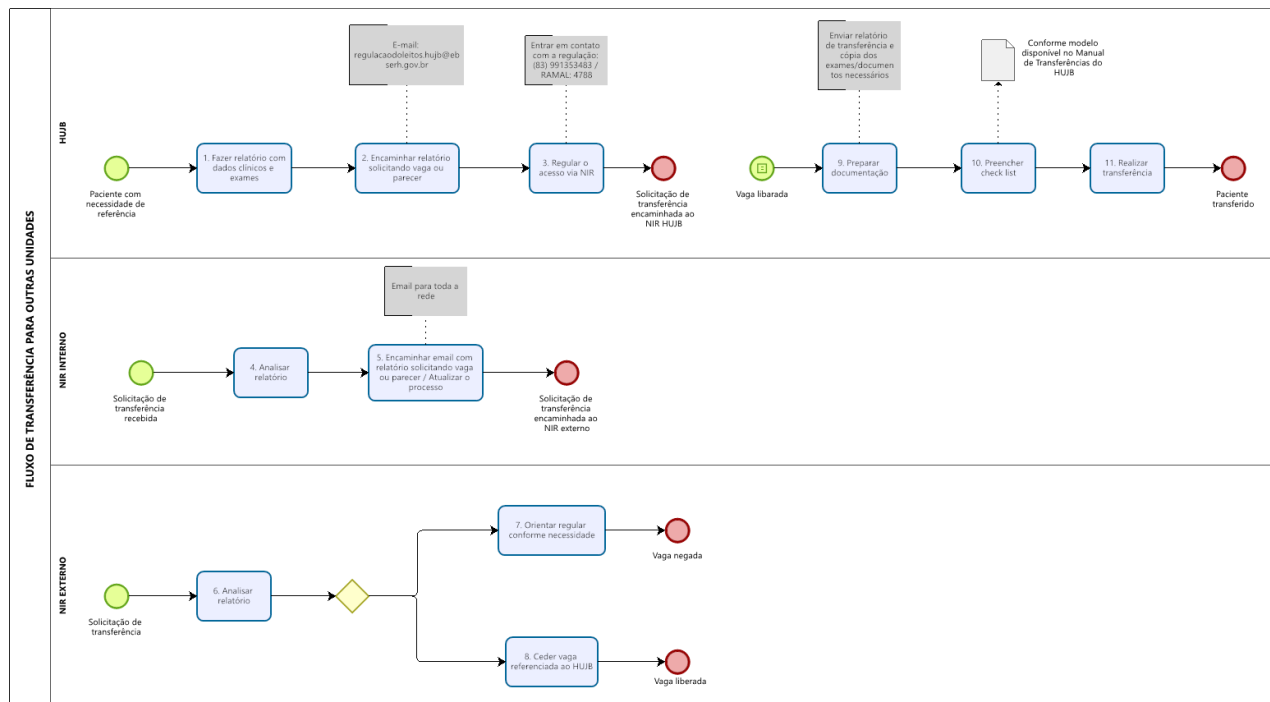 FLUXO DE TRANSFERÊNCIA PARA OUTRAS UNIDADES
HUJB
E-mail:
regulacaodoleitos.hujb@eb
serh.gov.br
Entrar em contato
com a regulação:
(83) 991353483 /
RAMAL: 4788
Enviar relatório
de transferência e
cópia dos
exames/docume
ntos necessários
Conforme modelo
disponível no Manual
de Transferências do
HUJB
Paciente com
necessidade de
referência
1. Fazer relatório com
dados clínicos e
exames
2. Encaminhar relatório
solicitando vaga ou
parecer
3. Regular o
acesso via NIR
Solicitação de
transferência
encaminhada ao
NIR HUJB
Vaga libarada
9. Preparar
documentação
10. Preencher
check list
11. Realizar
transferência
Paciente
transferido
NIR INTERNO
Email para toda a
rede
Solicitação de
transferência
recebida
4. Analisar
relatório
5. Encaminhar email com
relatório solicitando vaga
ou parecer / Atualizar o
processo
Solicitação de
transferência
encaminhada ao
NIR externo
NIR EXTERNO
Solicitação de
transferência
6. Analisar
relatório
7. Orientar regular
conforme necessidade
Vaga negada
8. Ceder vaga
referenciada ao HUJB
Vaga liberada